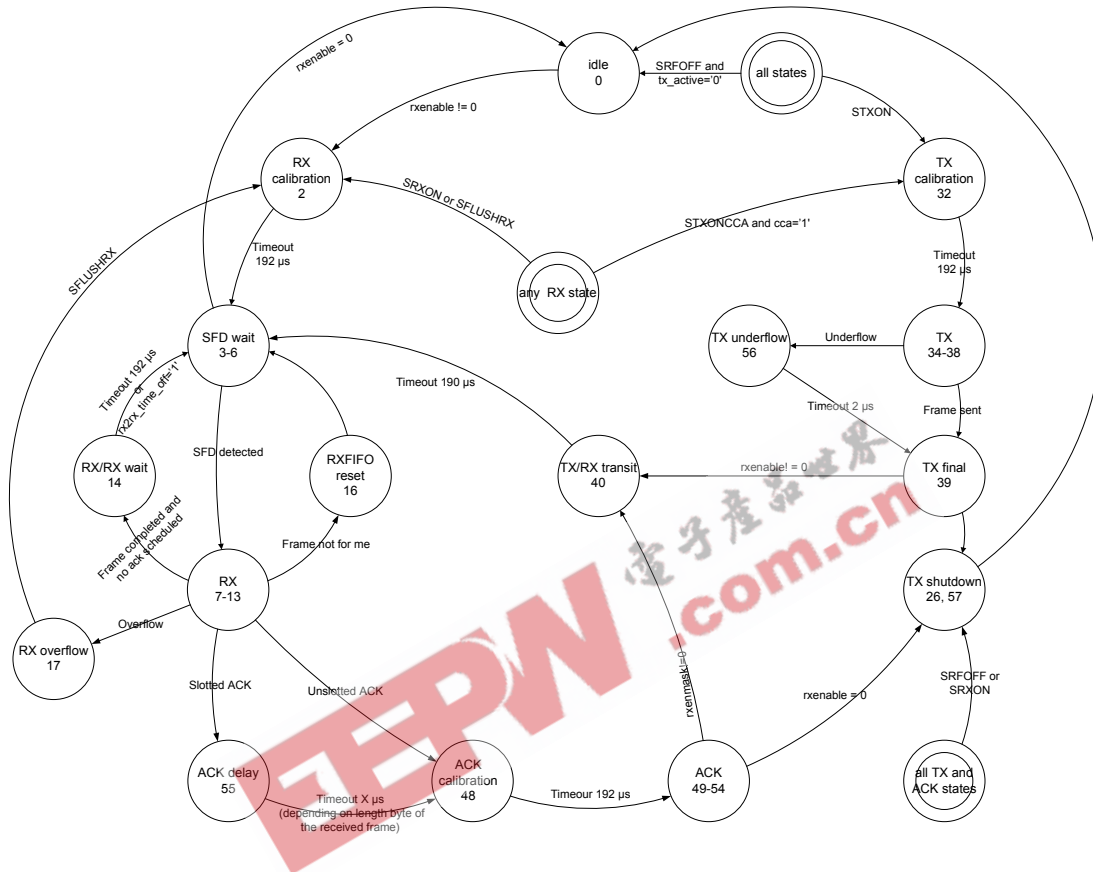 rxenable = 0
idle
0
SRFOFF and
tx_active='0'
all states
rxenable != 0
STXON
RX
calibration
2
SRXON or SFLUSHRX
STXONCCA and cca='1'
TX
calibration
32
Timeout
192 µs
Timeout
192 µs
SFLUSHRX
any RX state
SFD wait
3-6
TX underflow
56
Underflow
TX
34-38
Timeout 192 µs
or
rx2rx_time_off='1'
Timeout 190 µs
Timeout 2 µs
Frame sent
SFD detected
RX/RX wait
14
RXFIFO
reset
16
TX/RX transit
40
rxenable! = 0
TX final
39
Frame completed and
no ack scheduled
Frame not for me
RX
7-13
TX shutdown
26, 57
Overflow
RX overflow
17
Slotted ACK
Unslotted ACK
rxenmask!=0
rxenable = 0
SRFOFF or
SRXON
ACK delay
55
Timeout X µs
(depending on length byte of
the received frame)
ACK
calibration
48
Timeour 192 µs
ACK
49-54
all TX and
ACK states
EEPW
.com.cn
電子產品世界